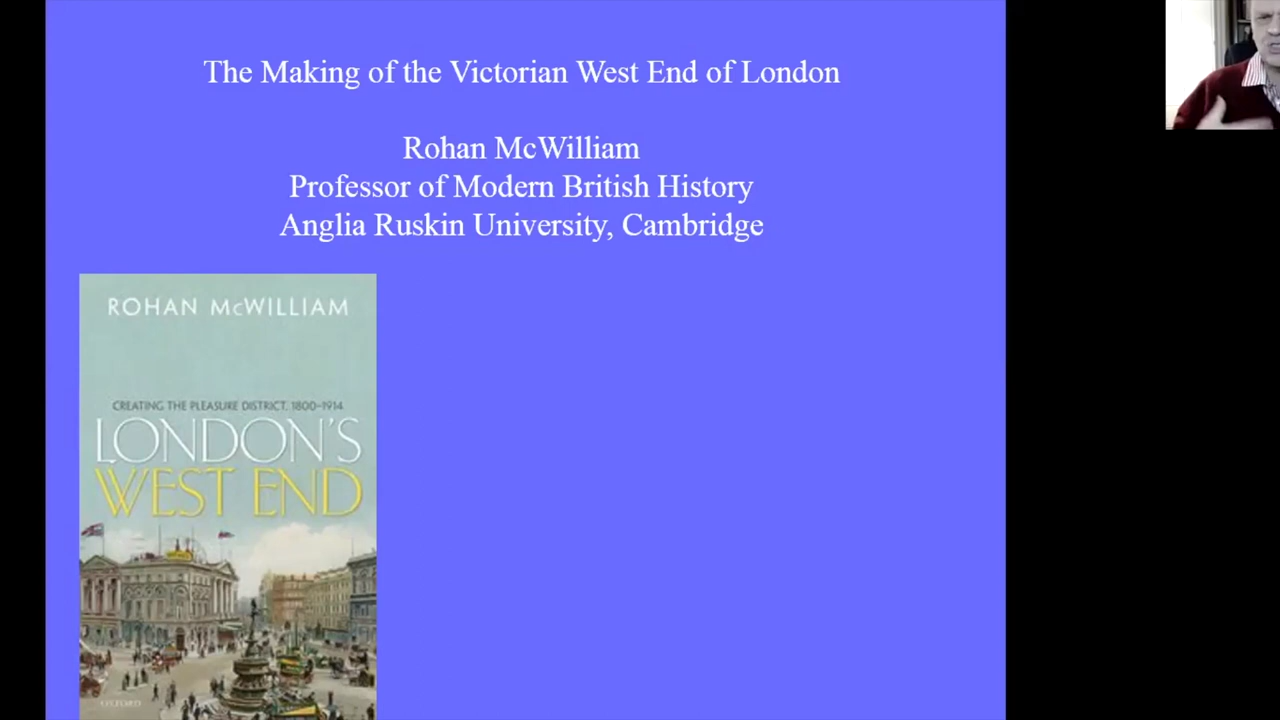 The Making of the Victorian West End of London
Rohan McWilliam
Professor of Modern British History
Anglia Ruskin University, Cambridge
ROHAN McWILLIAM
CREATING THE PLEASURE DISTRICT, 1800–1914
LONDON'S
WEST END
OXFORD